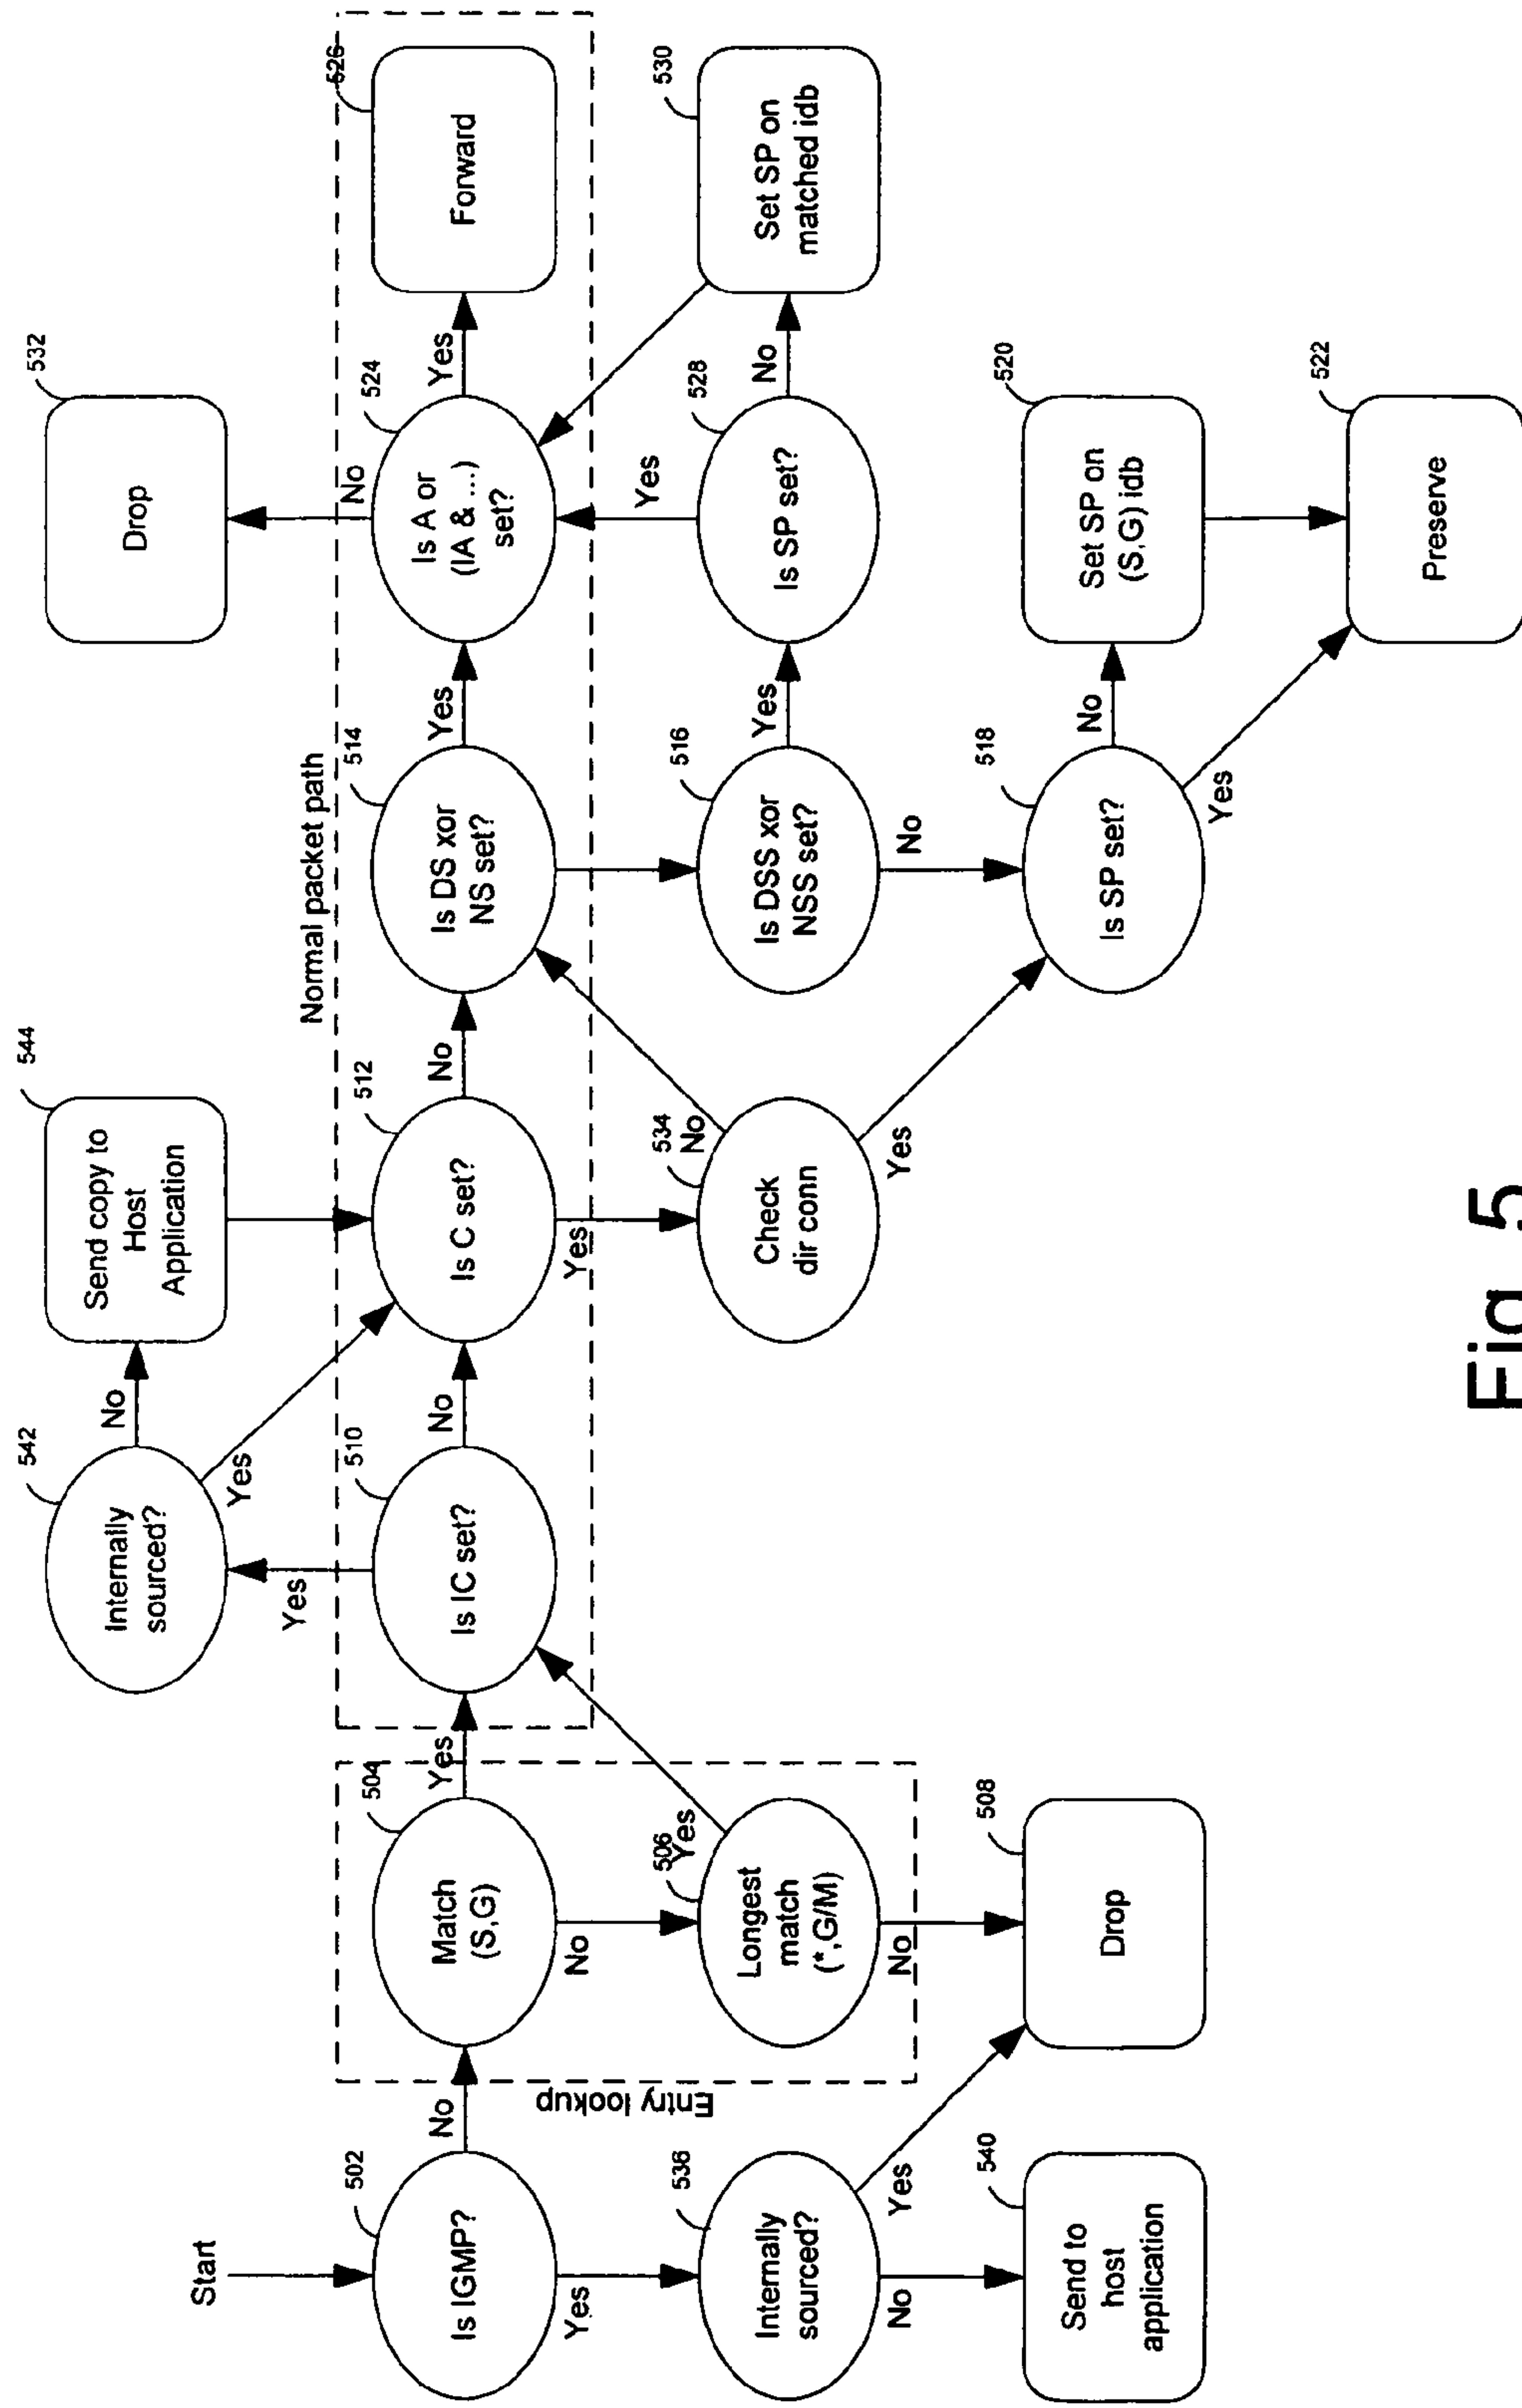 Start
502
Is IGMP?
No
Yes
536
Internally
sourced?
Yes
No
540
Send to
host
application
Entry lookup
504
Match
(S,G)
Yes
No
506
Longest
match
(*,G/M)
Yes
No
508
Drop
Normal packet path
510
Is IC set?
Yes
No
542
Internally
sourced?
Yes
No
544
Send copy to
Host
Application
512
Is C set?
No
Yes
534
Check
dir conn
No
Yes
514
Is DS xor
NS set?
Yes
516
Is DSS xor
NSS set?
Yes
No
518
Is SP set?
No
Yes
520
Set SP on
(S,G) idb
522
Preserve
524
Is A or
(IA & ...)
set?
No
Yes
532
Drop
526
Forward
528
Is SP set?
Yes
No
530
Set SP on
matched idb
Fig. 5